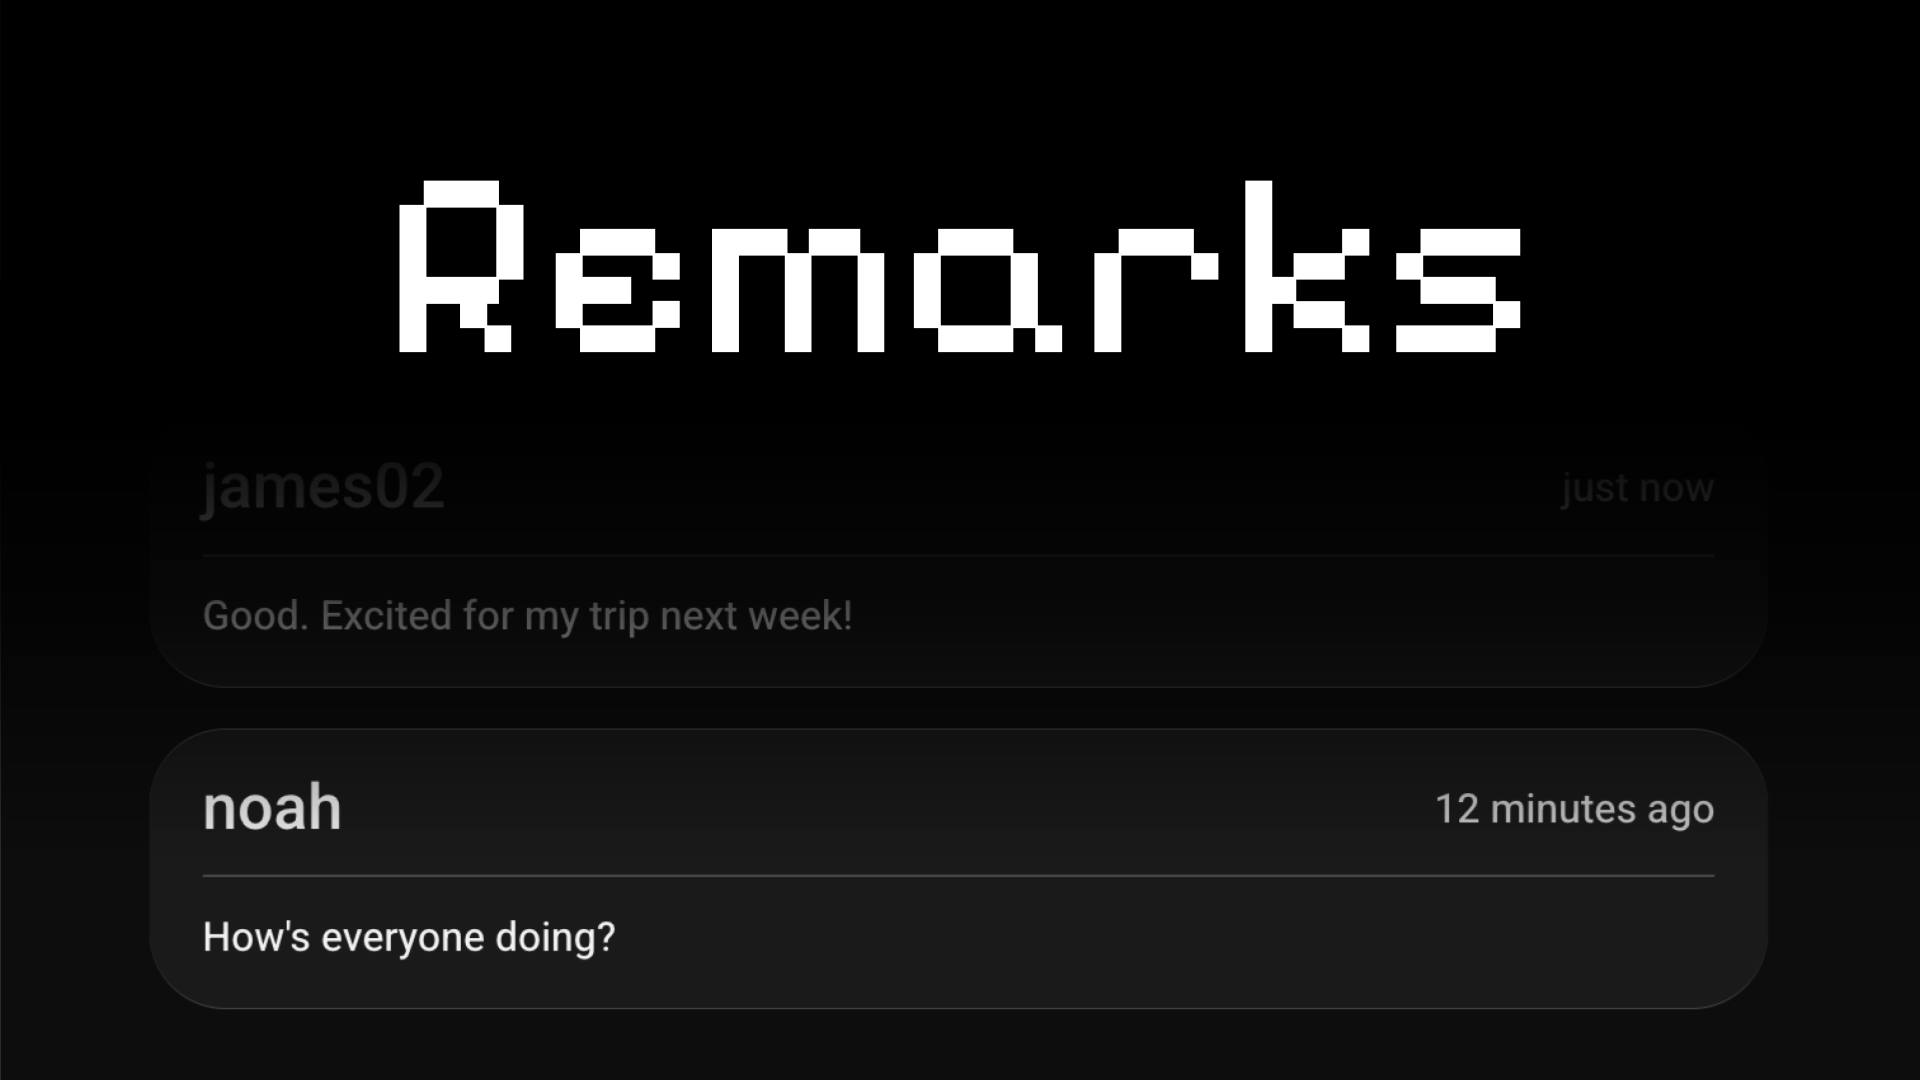 Remarks
james02 just now
Good. Excited for my trip next week!
noah 12 minutes ago
How's everyone doing?